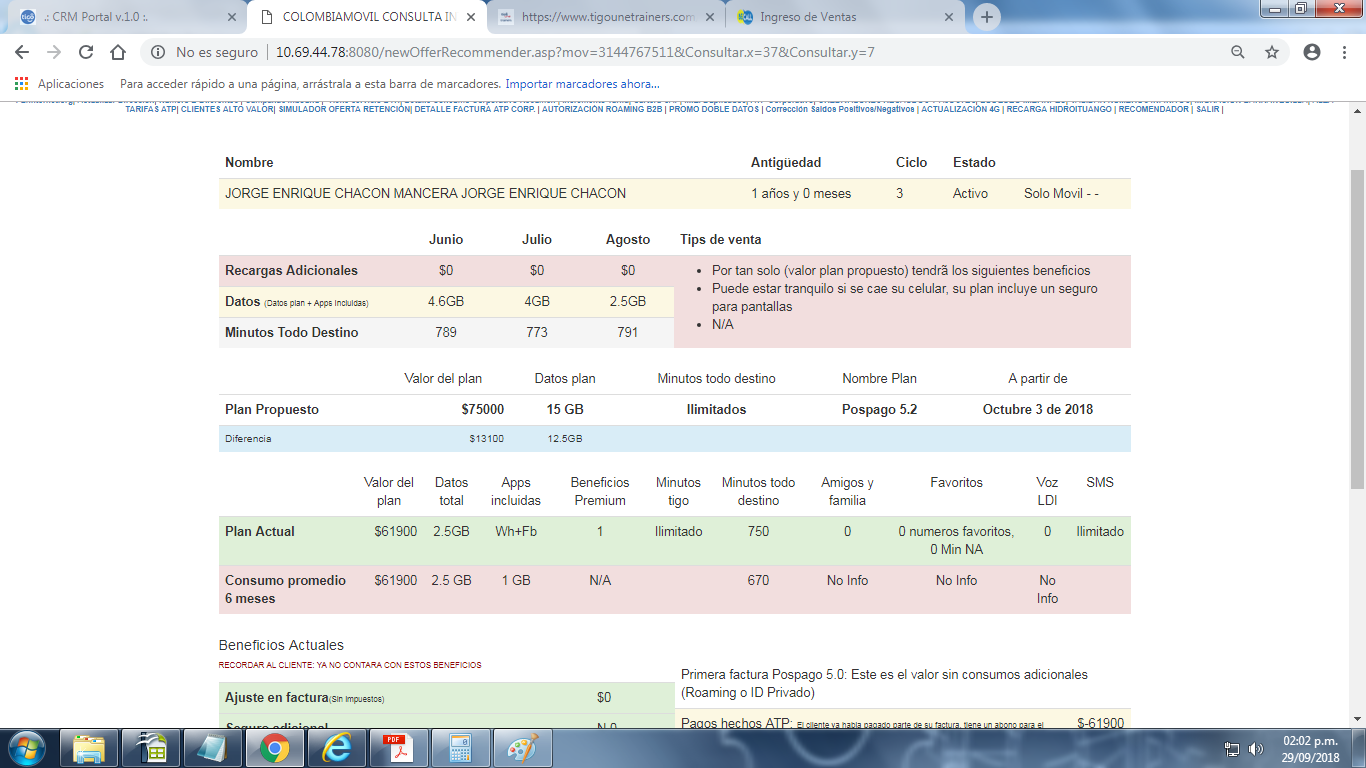 .: CRM Portal v.1.0 :.
COLOMBIAMOVIL CONSULTA IN
https://www.tigounetrainers.com
Ingreso de Ventas
No es seguro
10.69.44.78:8080/newOfferRecommender.asp?mov=3144767511&Consultar.x=37&Consultar.y=7
Aplicaciones
Para acceder rápido a una página, arrástrala a esta barra de marcadores. Importar marcadores ahora...
TARIFAS ATP| CLIENTES ALTO VALOR| SIMULADOR OFERTA RETENCIÓN| DETALLE FACTURA ATP CORP. | AUTORIZACIÓN ROAMING B2B | PROMO DOBLE DATOS | Corrección Saldos Positivos/Negativos | ACTUALIZACIÓN 4G | RECARGA HIDROITUANGO | RECOMENDADOR | SALIR |
Nombre Antigüedad Ciclo Estado
JORGE ENRIQUE CHACON MANCERA JORGE ENRIQUE CHACON 1 años y 0 meses 3 Activo Solo Movil - -
Junio Julio Agosto Tips de venta
Recargas Adicionales $0 $0 $0
Datos (Datos plan + Apps incluidas) 4.6GB 4GB 2.5GB
Minutos Todo Destino 789 773 791
• Por tan solo (valor plan propuesto) tendrã los siguientes beneficios
• Puede estar tranquilo si se cae su celular, su plan incluye un seguro
para pantallas
• N/A
Valor del plan Datos plan Minutos todo destino Nombre Plan A partir de
Plan Propuesto $75000 15 GB Ilimitados Pospago 5.2 Octubre 3 de 2018
Diferencia $13100 12.5GB
Valor del plan Datos total Apps incluidas Beneficios Premium Minutos tigo Minutos todo destino Amigos y familia Favoritos Voz LDI SMS
Plan Actual $61900 2.5GB Wh+Fb 1 Ilimitado 750 0 0 numeros favoritos, 0 Min NA 0 Ilimitado
Consumo promedio 6 meses $61900 2.5 GB 1 GB N/A 670 No Info No Info No Info
Beneficios Actuales
RECORDAR AL CLIENTE: YA NO CONTARA CON ESTOS BENEFICIOS
Ajuste en factura(Sin Impuestos) $0
Seguro adicional N 0
Primera factura Pospago 5.0: Este es el valor sin consumos adicionales
(Roaming o ID Privado)
Pagos hechos ATP: El cliente ya había pagado parte de su factura, tiene un abono para el $-61900
PDF
02:02 p.m.
29/09/2018